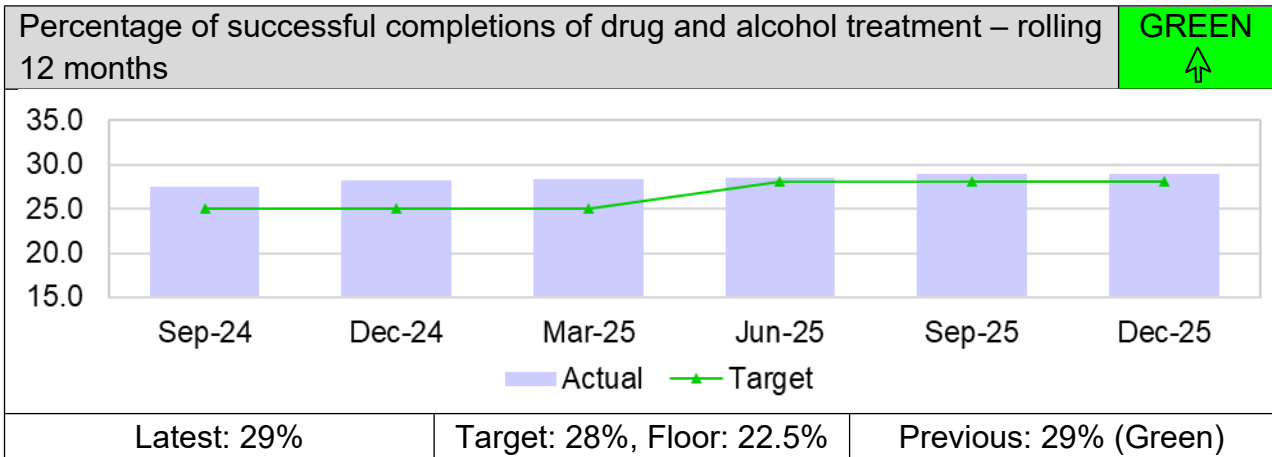 Percentage of successful completions of drug and alcohol treatment – rolling
12 months
GREEN
35.0
30.0
25.0
20.0
15.0
Sep-24 Dec-24 Mar-25 Jun-25 Sep-25 Dec-25
Actual Target
Latest: 29% Target: 28%, Floor: 22.5% Previous: 29% (Green)